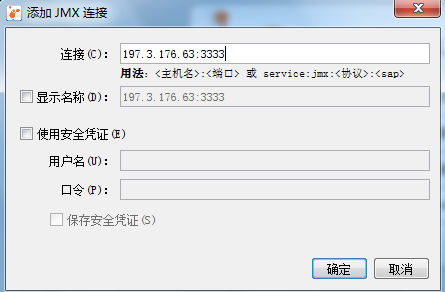 添加 JMX 连接
连接(C): 197.3.176.63:3333
用法: <主机名>:<端口> 或 service:jmx:<协议>:<sap>
显示名称(D): 197.3.176.63:3333
使用安全凭证(E)
用户名(U):
口令(P):
保存安全凭证(S)
确定 取消